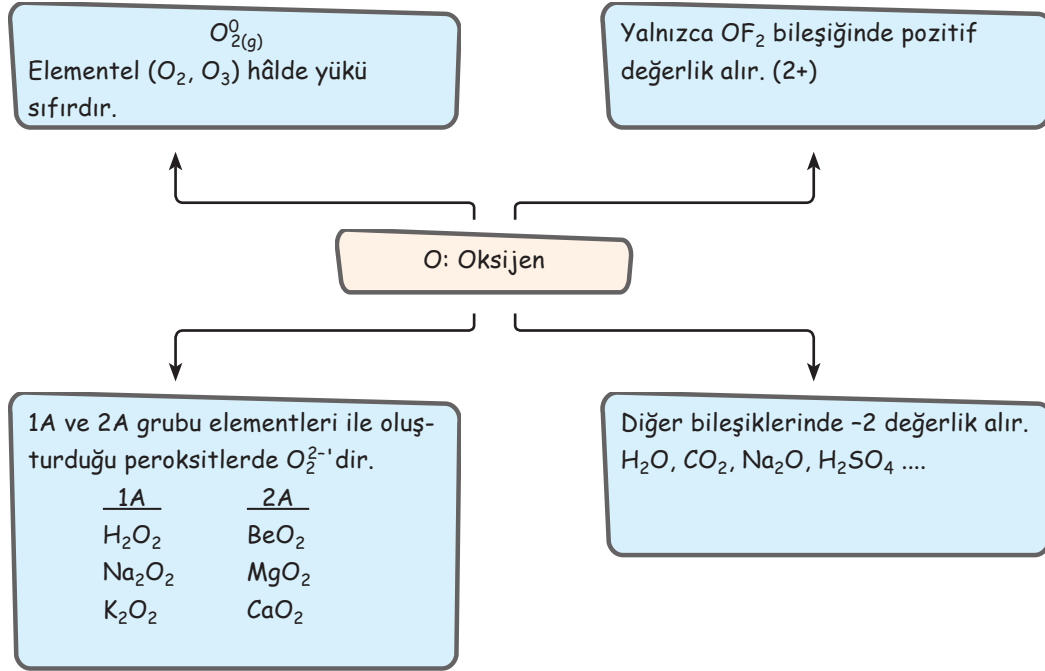 O₂⁰(g)
Elementel (O₂, O₃) hâlde yükü
sıfırdır.
Yalnızca OF₂ bileşiğinde pozitif
değerlik alır. (2+)
O: Oksijen
1A ve 2A grubu elementleri ile oluş-
turduğu peroksitlerde O₂²⁻'dir.
1A 2A
H₂O₂ BeO₂
Na₂O₂ MgO₂
K₂O₂ CaO₂
Diğer bileşiklerinde –2 değerlik alır.
H₂O, CO₂, Na₂O, H₂SO₄ ....